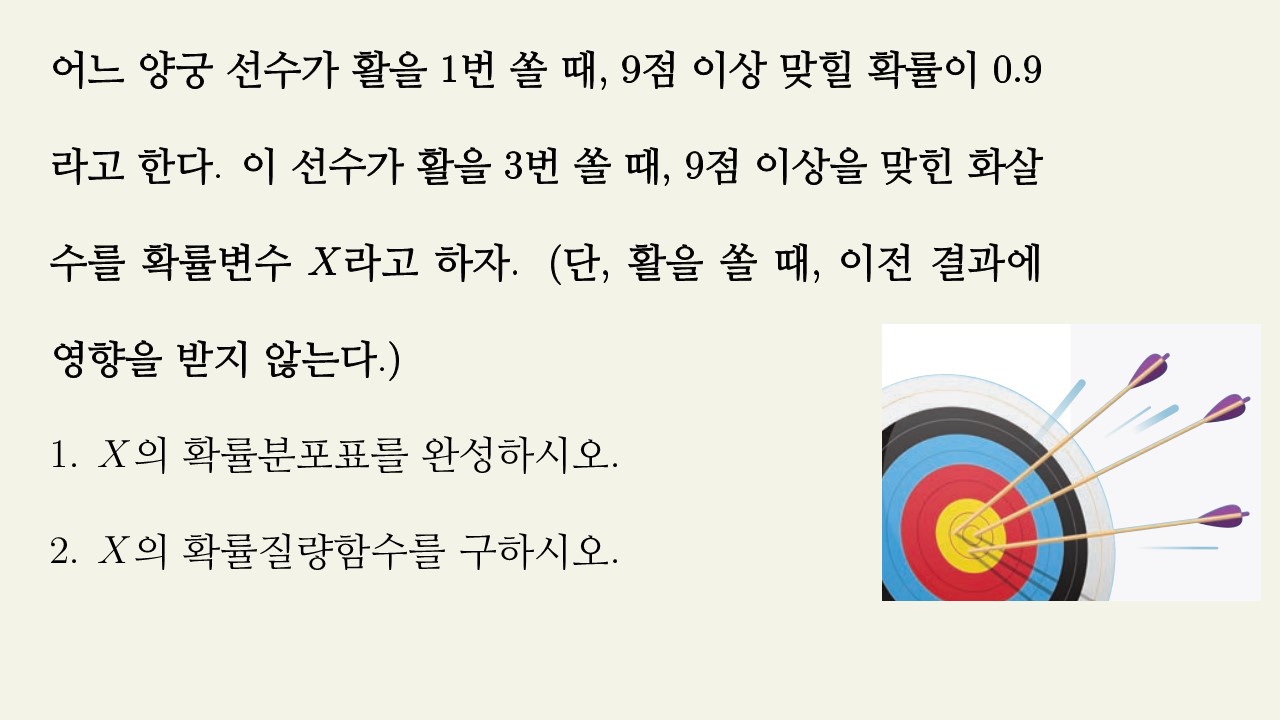 어느 양궁 선수가 활을 1번 쏠 때, 9점 이상 맞힐 확률이 0.9
라고 한다. 이 선수가 활을 3번 쏠 때, 9점 이상을 맞힌 화살
수를 확률변수 X라고 하자. (단, 활을 쏠 때, 이전 결과에
영향을 받지 않는다.)
1. X의 확률분포표를 완성하시오.
2. X의 확률질량함수를 구하시오.